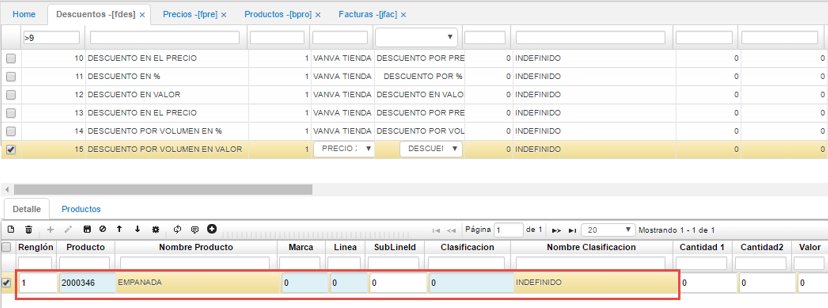 Home Descuentos -[fdes] × Precios -[fpre] × Productos -[bpro] × Facturas -[jfac] ×
>9
10 DESCUENTO EN EL PRECIO 1 VANVA TIENDA DESCUENTO POR PRE 0 INDEFINIDO 0 0
11 DESCUENTO EN % 1 VANVA TIENDA DESCUENTO POR % 0 INDEFINIDO 0 0
12 DESCUENTO EN VALOR 1 VANVA TIENDA DESCUENTO EN VALO 0 INDEFINIDO 0 0
13 DESCUENTO EN EL PRECIO 1 VANVA TIENDA DESCUENTO POR PRE 0 INDEFINIDO 0 0
14 DESCUENTO POR VOLUMEN EN % 1 VANVA TIENDA DESCUENTO POR VOL 0 INDEFINIDO 0 0
15 DESCUENTO POR VOLUMEN EN VALOR 1 PRECIO DESCUEI 0 INDEFINIDO 0 0
Detalle Productos
Página 1 de 1 20 Mostrando 1 - 1 de 1
Renglón Producto Nombre Producto Marca Linea SubLineId Clasificacion Nombre Clasificacion Cantidad 1 Cantidad2 Valor
1 2000346 EMPANADA 0 0 0 0 INDEFINIDO 0 0 0